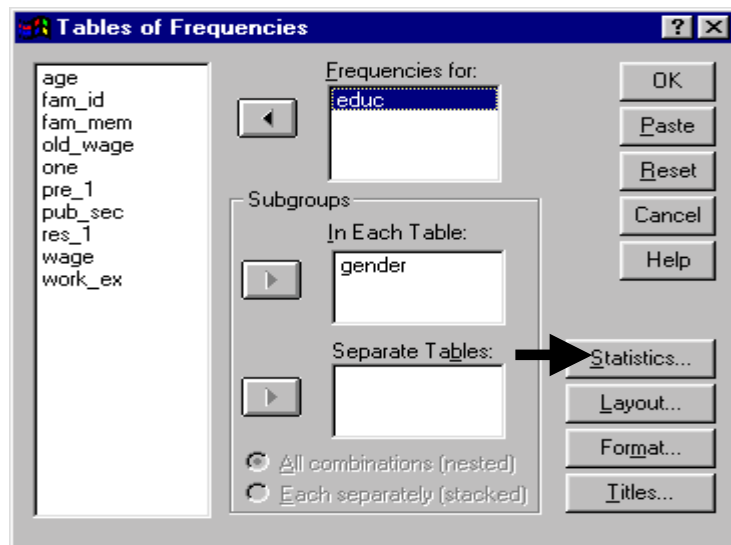 Tables of Frequencies
age
fam_id
fam_mem
old_wage
one
pre_1
pub_sec
res_1
wage
work_ex
Frequencies for:
educ
Subgroups
In Each Table:
gender
Separate Tables:
All combinations (nested)
Each separately (stacked)
OK
Paste
Reset
Cancel
Help
Statistics...
Layout...
Format...
Titles...